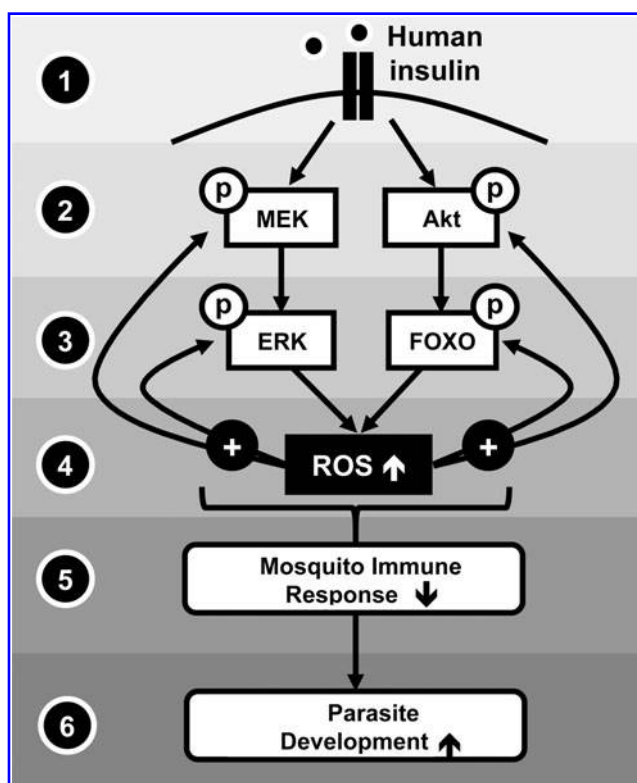 1
Human
insulin
2
p
MEK
Akt
p
3
p
ERK
p
FOXO
4
+
ROS ↑
+
5
Mosquito Immune
Response ↓
6
Parasite
Development ↑